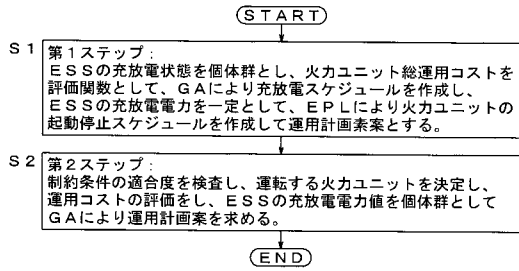 START
S1
第1ステップ:
ESSの充放電状態を個体群とし、火力ユニット総運用コストを
評価関数として、GAにより充放電スケジュールを作成し、
ESSの充放電電力を一定として、EPLにより火力ユニットの
起動停止スケジュールを作成して運用計画素案とする。
S2
第2ステップ:
制約条件の適合度を検査し、運転する火力ユニットを決定し、
運用コストの評価をし、ESSの充放電電力値を個体群として
GAにより運用計画案を求める。
END